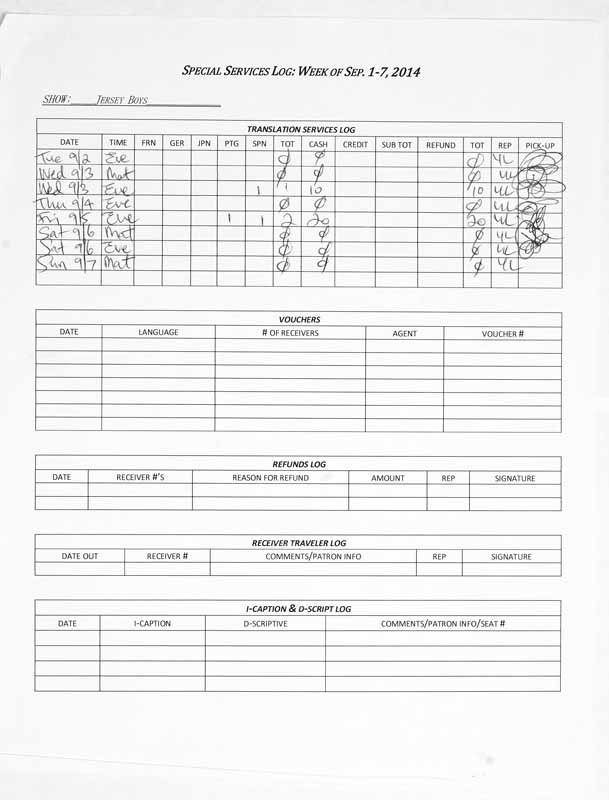 SPECIAL SERVICES LOG: WEEK OF SEP. 1-7, 2014
SHOW: JERSEY BOYS
TRANSLATION SERVICES LOG
DATE TIME FRN GER JPN PTG SPN TOT CASH CREDIT SUB TOT REFUND TOT REP PICK-UP
Tue 9/2 Eve ∅ ∅ ∅ YL
Wed 9/3 Mat ∅ ∅ ∅ YL
Wed 9/3 Eve 1 1 10 10 YL
Thu 9/4 Eve ∅ ∅ ∅ YL
Fri 9/5 Eve 1 1 2 20 20 YL
Sat 9/6 Mat ∅ ∅ ∅ YL
Sat 9/6 Eve ∅ ∅ ∅ YL
Sun 9/7 Mat ∅ ∅ ∅ YL
VOUCHERS
DATE LANGUAGE # OF RECEIVERS AGENT VOUCHER #
REFUNDS LOG
DATE RECEIVER #'S REASON FOR REFUND AMOUNT REP SIGNATURE
RECEIVER TRAVELER LOG
DATE OUT RECEIVER # COMMENTS/PATRON INFO REP SIGNATURE
I-CAPTION & D-SCRIPT LOG
DATE I-CAPTION D-SCRIPTIVE COMMENTS/PATRON INFO/SEAT #